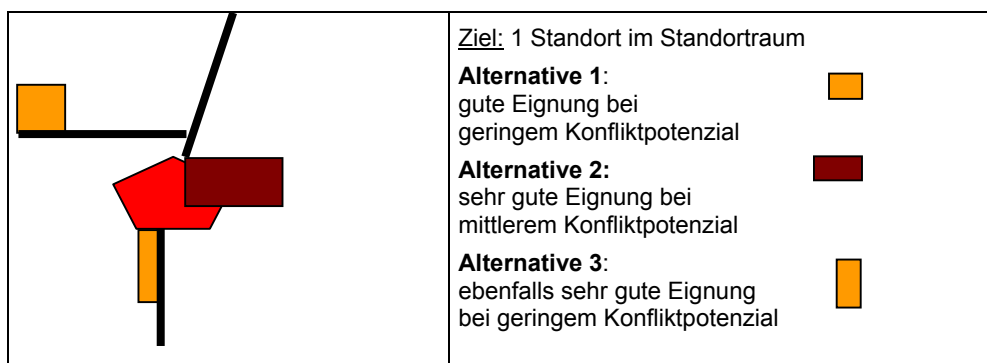 Ziel: 1 Standort im Standortraum
Alternative 1:
gute Eignung bei
geringem Konfliktpotenzial
Alternative 2:
sehr gute Eignung bei
mittlerem Konfliktpotenzial
Alternative 3:
ebenfalls sehr gute Eignung
bei geringem Konfliktpotenzial